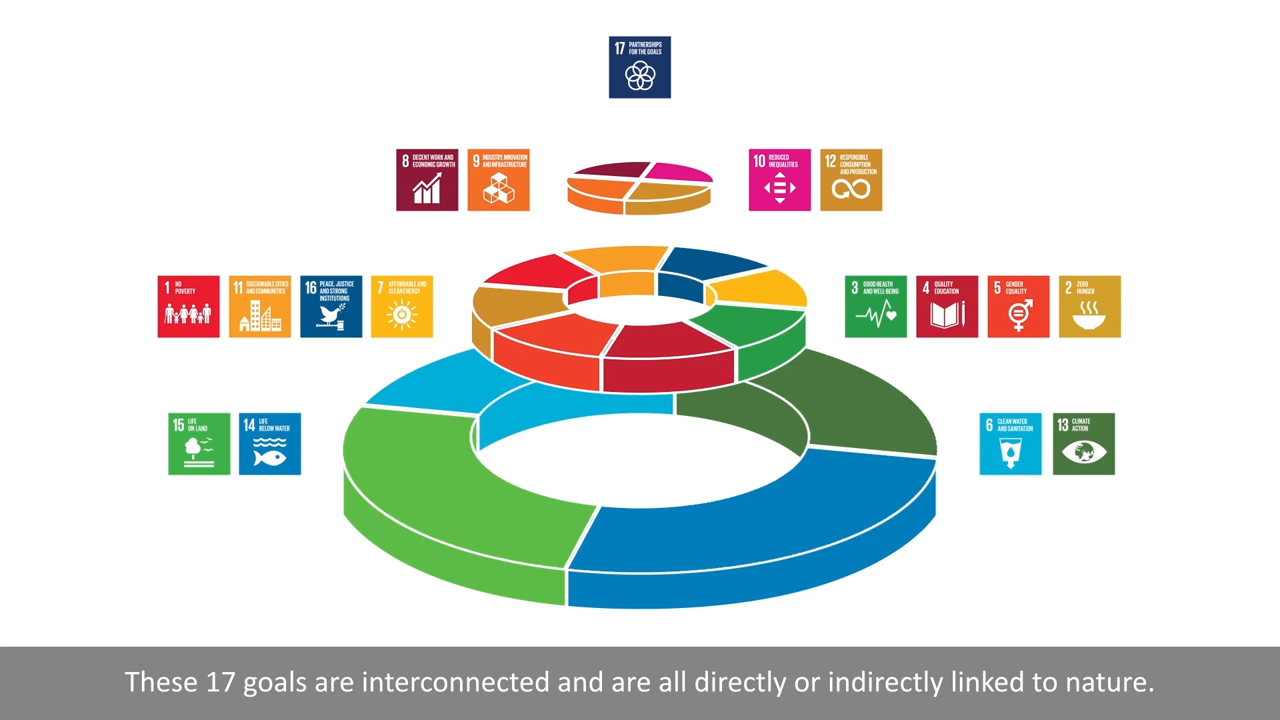 17 PARTNERSHIPS
FOR THE GOALS
8 DECENT WORK AND
ECONOMIC GROWTH
9 INDUSTRY, INNOVATION
AND INFRASTRUCTURE
10 REDUCED
INEQUALITIES
12 RESPONSIBLE
CONSUMPTION
AND PRODUCTION
1 NO
POVERTY
11 SUSTAINABLE CITIES
AND COMMUNITIES
16 PEACE, JUSTICE
AND STRONG
INSTITUTIONS
7 AFFORDABLE AND
CLEAN ENERGY
3 GOOD HEALTH
AND WELL-BEING
4 QUALITY
EDUCATION
5 GENDER
EQUALITY
2 ZERO
HUNGER
15 LIFE
ON LAND
14 LIFE
BELOW WATER
6 CLEAN WATER
AND SANITATION
13 CLIMATE
ACTION
These 17 goals are interconnected and are all directly or indirectly linked to nature.